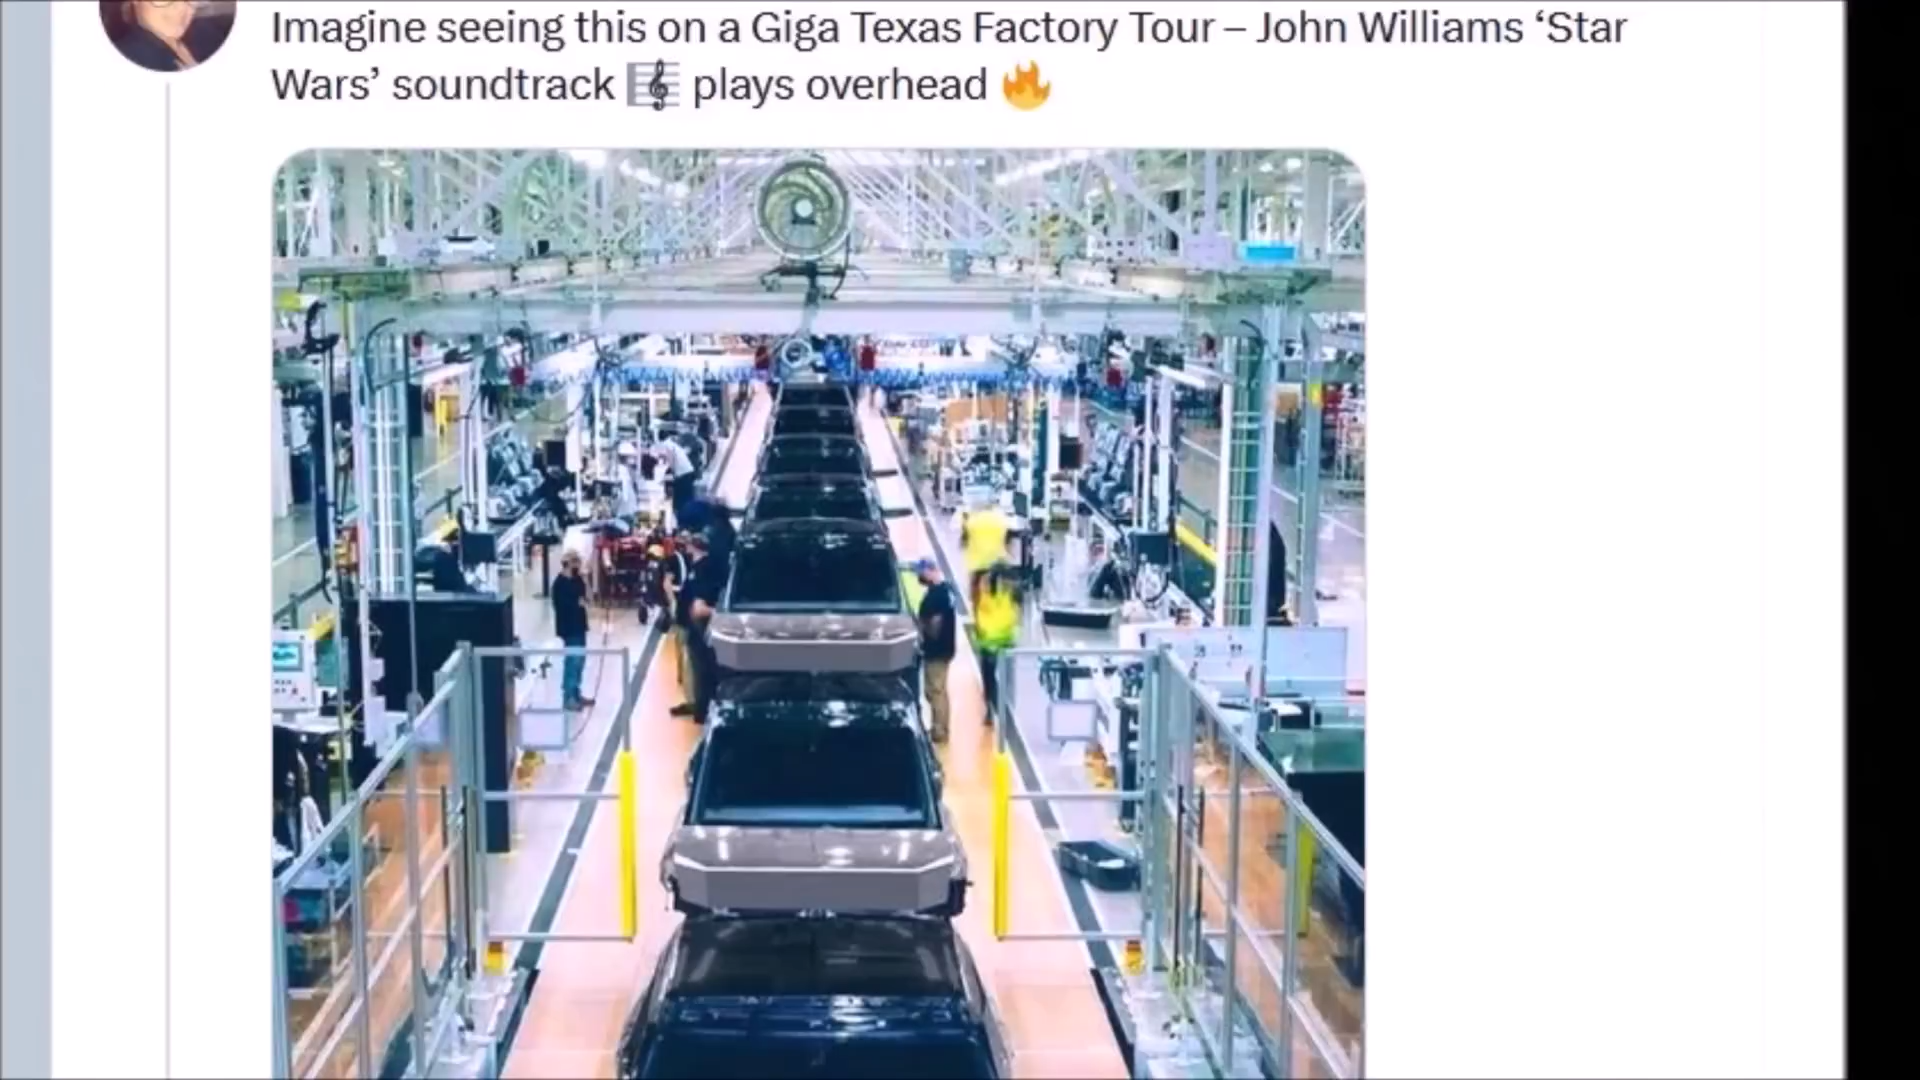 Imagine seeing this on a Giga Texas Factory Tour – John Williams ‘Star
Wars’ soundtrack 🎼 plays overhead 🔥